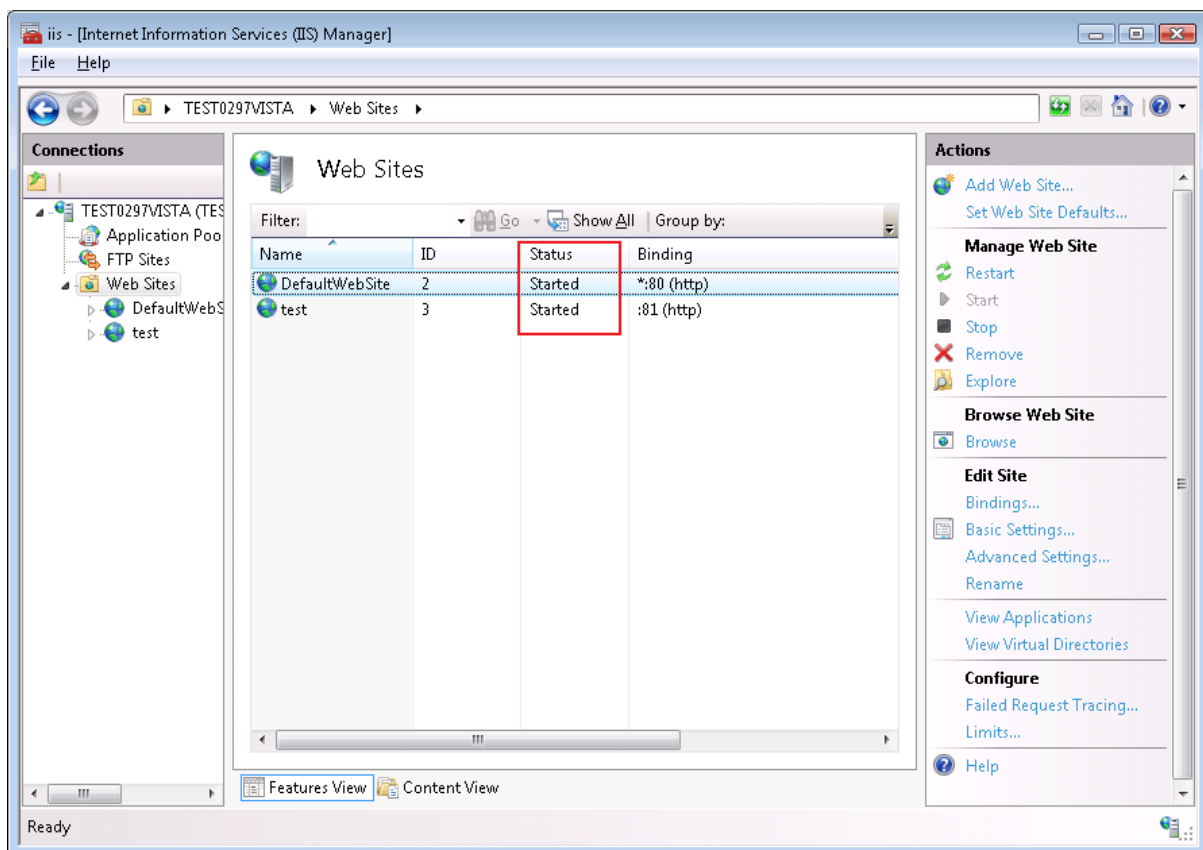 iis - [Internet Information Services (IIS) Manager]
File Help
TEST0297VISTA Web Sites
Connections
TEST0297VISTA (TES
Application Poo
FTP Sites
Web Sites
DefaultWebS
test
Web Sites
Filter: Go Show All Group by:
Name ID Status Binding
DefaultWebSite 2 Started *:80 (http)
test 3 Started :81 (http)
Features View Content View
Actions
Add Web Site...
Set Web Site Defaults...
Manage Web Site
Restart
Start
Stop
Remove
Explore
Browse Web Site
Browse
Edit Site
Bindings...
Basic Settings...
Advanced Settings...
Rename
View Applications
View Virtual Directories
Configure
Failed Request Tracing...
Limits...
Help
Ready